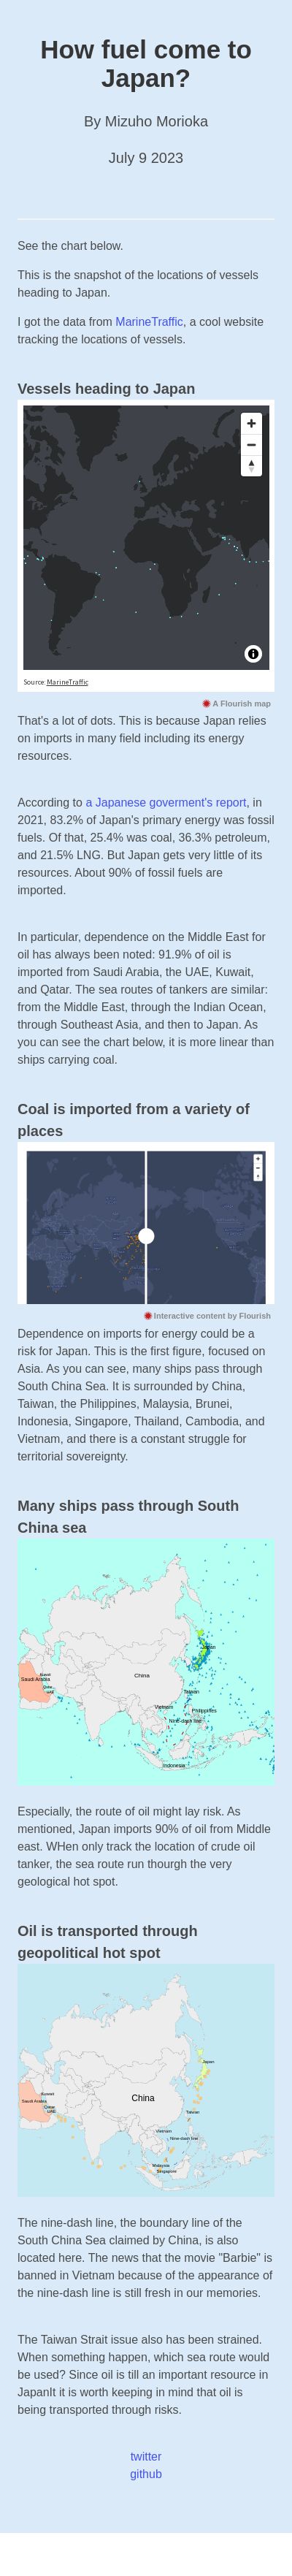 How fuel come to
Japan?
By Mizuho Morioka
July 9 2023
See the chart below.
This is the snapshot of the locations of vessels
heading to Japan.
I got the data from MarineTraffic, a cool website
tracking the locations of vessels.
Vessels heading to Japan
Source: MarineTraffic
A Flourish map
That's a lot of dots. This is because Japan relies
on imports in many field including its energy
resources.
According to a Japanese goverment's report, in
2021, 83.2% of Japan's primary energy was fossil
fuels. Of that, 25.4% was coal, 36.3% petroleum,
and 21.5% LNG. But Japan gets very little of its
resources. About 90% of fossil fuels are
imported.
In particular, dependence on the Middle East for
oil has always been noted: 91.9% of oil is
imported from Saudi Arabia, the UAE, Kuwait,
and Qatar. The sea routes of tankers are similar:
from the Middle East, through the Indian Ocean,
through Southeast Asia, and then to Japan. As
you can see the chart below, it is more linear than
ships carrying coal.
Coal is imported from a variety of
places
Interactive content by Flourish
Dependence on imports for energy could be a
risk for Japan. This is the first figure, focused on
Asia. As you can see, many ships pass through
South China Sea. It is surrounded by China,
Taiwan, the Philippines, Malaysia, Brunei,
Indonesia, Singapore, Thailand, Cambodia, and
Vietnam, and there is a constant struggle for
territorial sovereignty.
Many ships pass through South
China sea
Japan
China
Kuwait
Saudi Arabia
Qatar
UAE
Taiwan
Vietnam
Philippines
Nine-dash line
Indonesia
Especially, the route of oil might lay risk. As
mentioned, Japan imports 90% of oil from Middle
east. WHen only track the location of crude oil
tanker, the sea route run thourgh the very
geological hot spot.
Oil is transported through
geopolitical hot spot
Japan
Kuwait
China
Saudi Arabia
Qatar
UAE
Taiwan
Vietnam
Nine-dash line
Malaysia
Singapore
The nine-dash line, the boundary line of the
South China Sea claimed by China, is also
located here. The news that the movie "Barbie" is
banned in Vietnam because of the appearance of
the nine-dash line is still fresh in our memories.
The Taiwan Strait issue also has been strained.
When something happen, which sea route would
be used? Since oil is till an important resource in
JapanIt it is worth keeping in mind that oil is
being transported through risks.
twitter
github